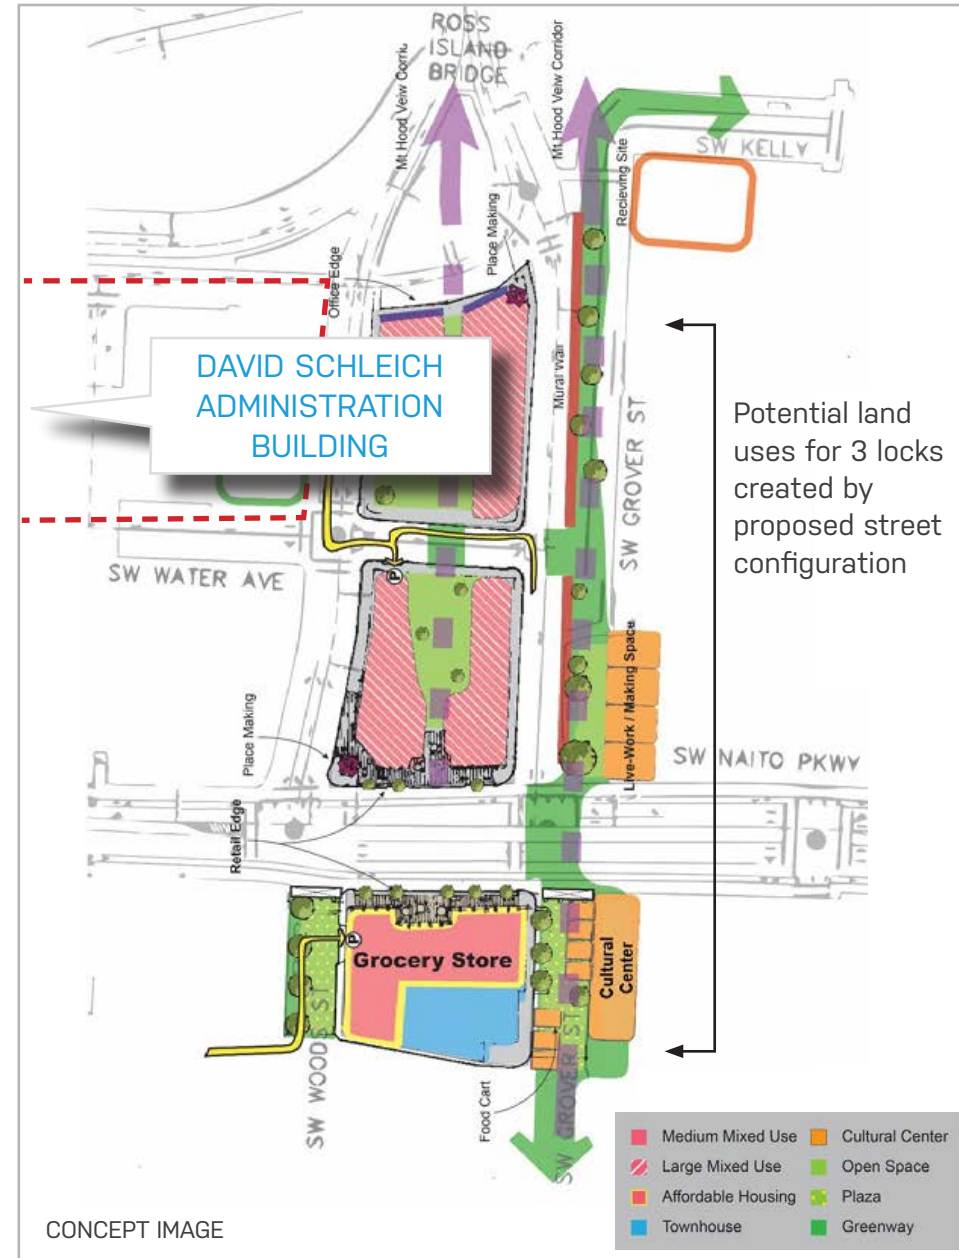 ROSS
ISLAND
BRIDGE
Mt Hood Veiw Corric
Mt Hood Veiw Corridor
SW KELLY
Recieving Site
Place Making
Office Edge
DAVID SCHLEICH
ADMINISTRATION
BUILDING
Mural Wall
SW GROVER ST
Potential land
uses for 3 locks
created by
proposed street
configuration
SW WATER AVE
P
Live-Work / Making Space
Place Making
SW NAITO PKWY
Retail Edge
P
Grocery Store
Cultural
Center
SW WOODS ST
Food Cart
SW GROVER ST
Medium Mixed Use
Large Mixed Use
Affordable Housing
Townhouse
Cultural Center
Open Space
Plaza
Greenway
CONCEPT IMAGE